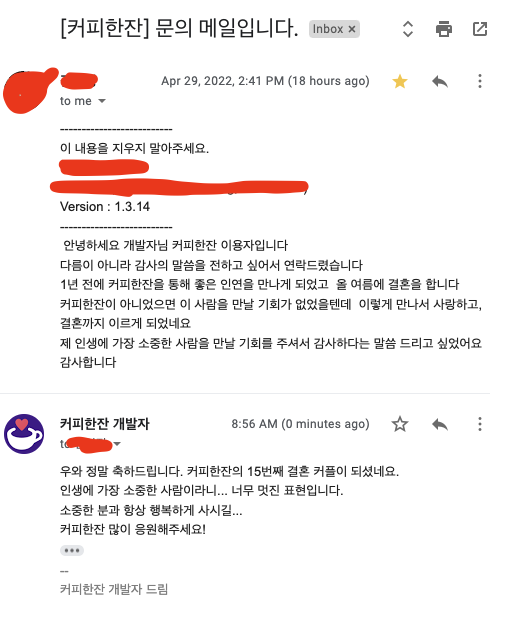 [커피한잔] 문의 메일입니다. Inbox ×
Apr 29, 2022, 2:41 PM (18 hours ago)
to me
--------------------------
이 내용을 지우지 말아주세요.
Version : 1.3.14
--------------------------
안녕하세요 개발자님 커피한잔 이용자입니다
다름이 아니라 감사의 말씀을 전하고 싶어서 연락드렸습니다
1년 전에 커피한잔을 통해 좋은 인연을 만나게 되었고 올 여름에 결혼을 합니다
커피한잔이 아니었으면 이 사람을 만날 기회가 없었을텐데 이렇게 만나서 사랑하고,
결혼까지 이르게 되었네요
제 인생에 가장 소중한 사람을 만날 기회를 주셔서 감사하다는 말씀 드리고 싶었어요
감사합니다
커피한잔 개발자 8:56 AM (0 minutes ago)
to
우와 정말 축하드립니다. 커피한잔의 15번째 결혼 커플이 되셨네요.
인생에 가장 소중한 사람이라니... 너무 멋진 표현입니다.
소중한 분과 항상 행복하게 사시길...
커피한잔 많이 응원해주세요!
--
커피한잔 개발자 드림